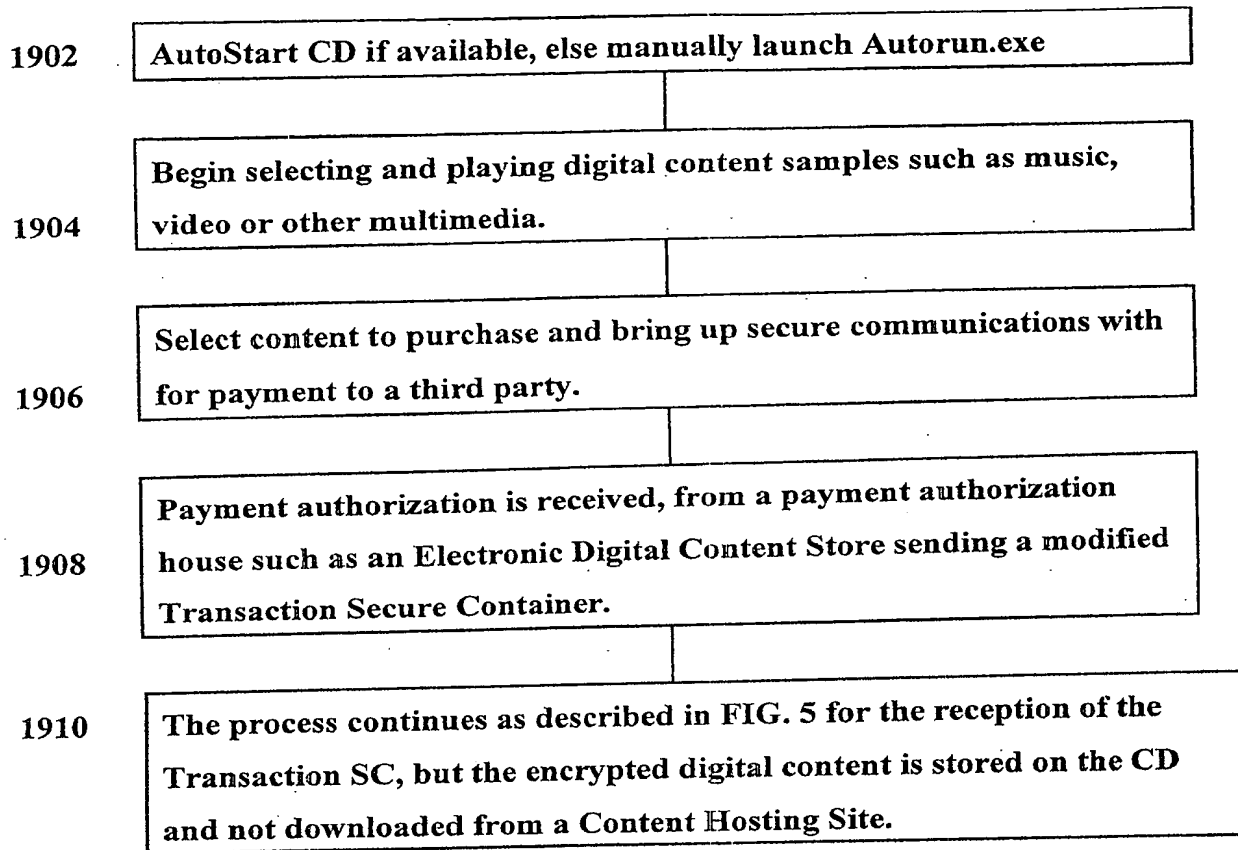 1902 AutoStart CD if available, else manually launch Autorun.exe
Begin selecting and playing digital content samples such as music,
1904 video or other multimedia.
Select content to purchase and bring up secure communications with
1906 for payment to a third party.
Payment authorization is received, from a payment authorization
1908 house such as an Electronic Digital Content Store sending a modified
Transaction Secure Container.
1910 The process continues as described in FIG. 5 for the reception of the
Transaction SC, but the encrypted digital content is stored on the CD
and not downloaded from a Content Hosting Site.